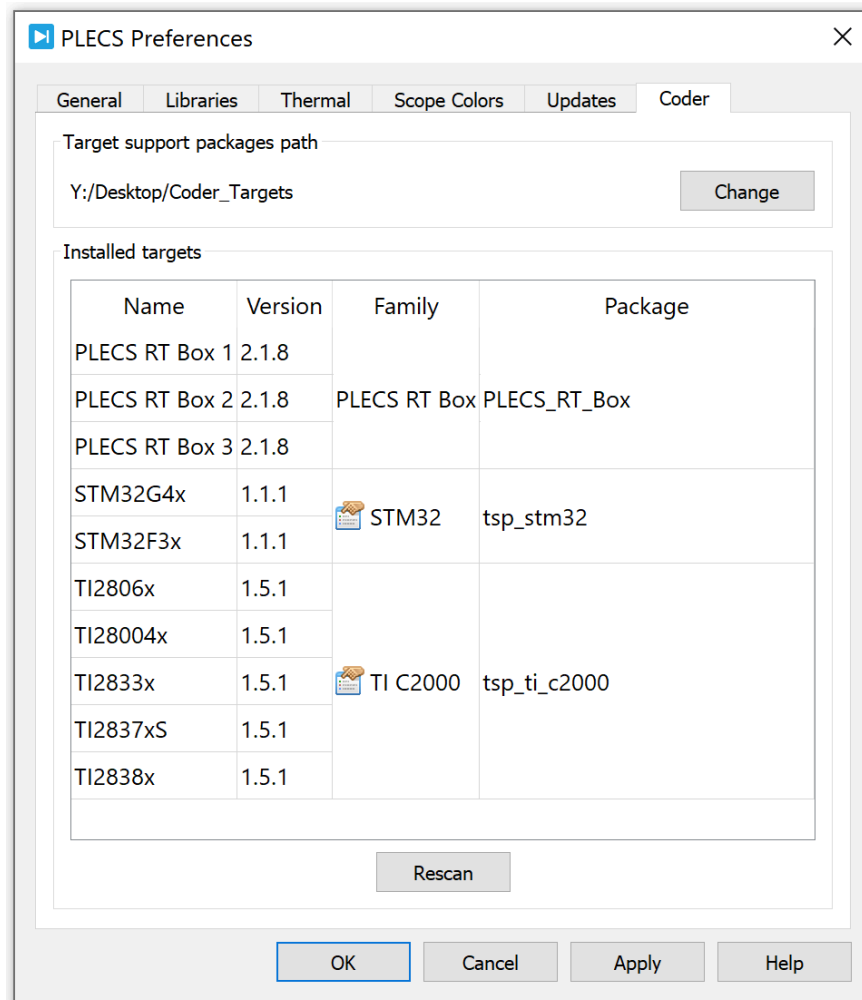 PLECS Preferences
General Libraries Thermal Scope Colors Updates Coder
Target support packages path
Y:/Desktop/Coder_Targets Change
Installed targets
Name Version Family Package
PLECS RT Box 1 2.1.8
PLECS RT Box 2 2.1.8 PLECS RT Box PLECS_RT_Box
PLECS RT Box 3 2.1.8
STM32G4x 1.1.1
STM32 tsp_stm32
STM32F3x 1.1.1
TI2806x 1.5.1
TI28004x 1.5.1
TI2833x 1.5.1 TI C2000 tsp_ti_c2000
TI2837xS 1.5.1
TI2838x 1.5.1
Rescan
OK Cancel Apply Help